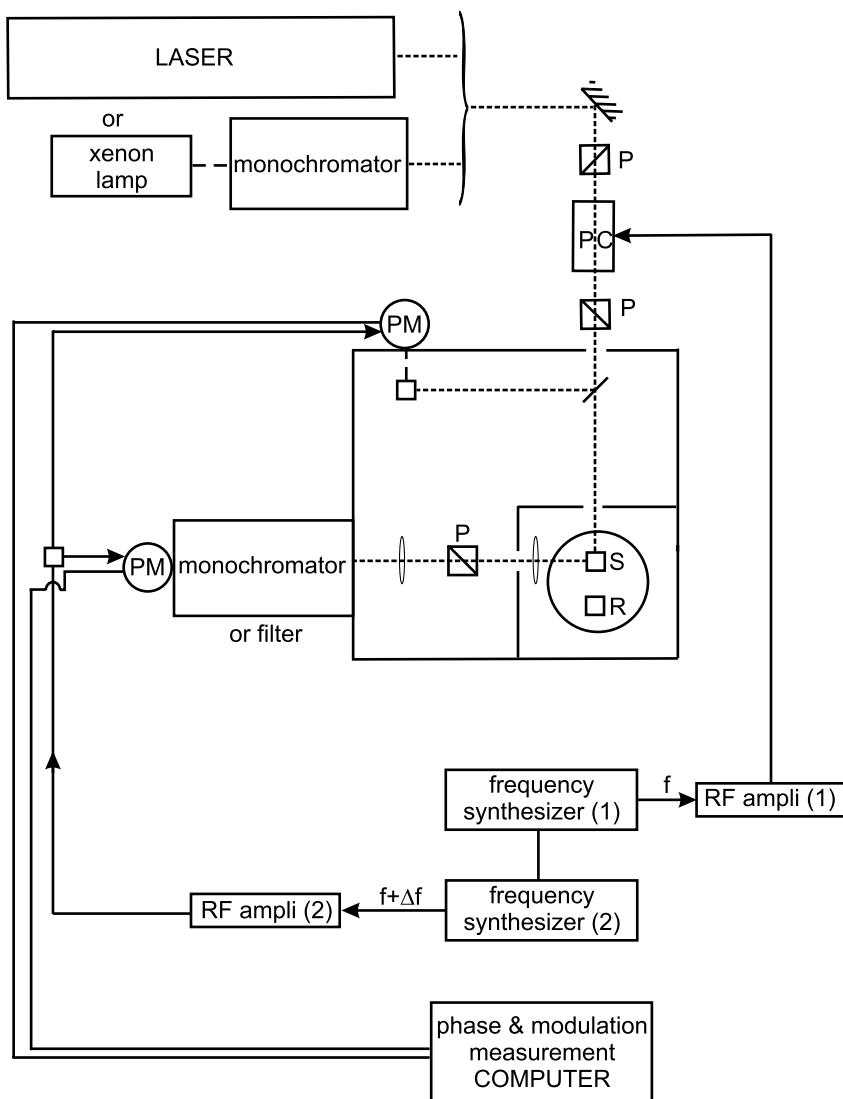 LASER
or
xenon
lamp
monochromator
P
PC
P
PM
P
S
R
PM
monochromator
or filter
frequency
synthesizer (1)
f
RF ampli (1)
RF ampli (2)
f+Δf
frequency
synthesizer (2)
phase & modulation
measurement
COMPUTER